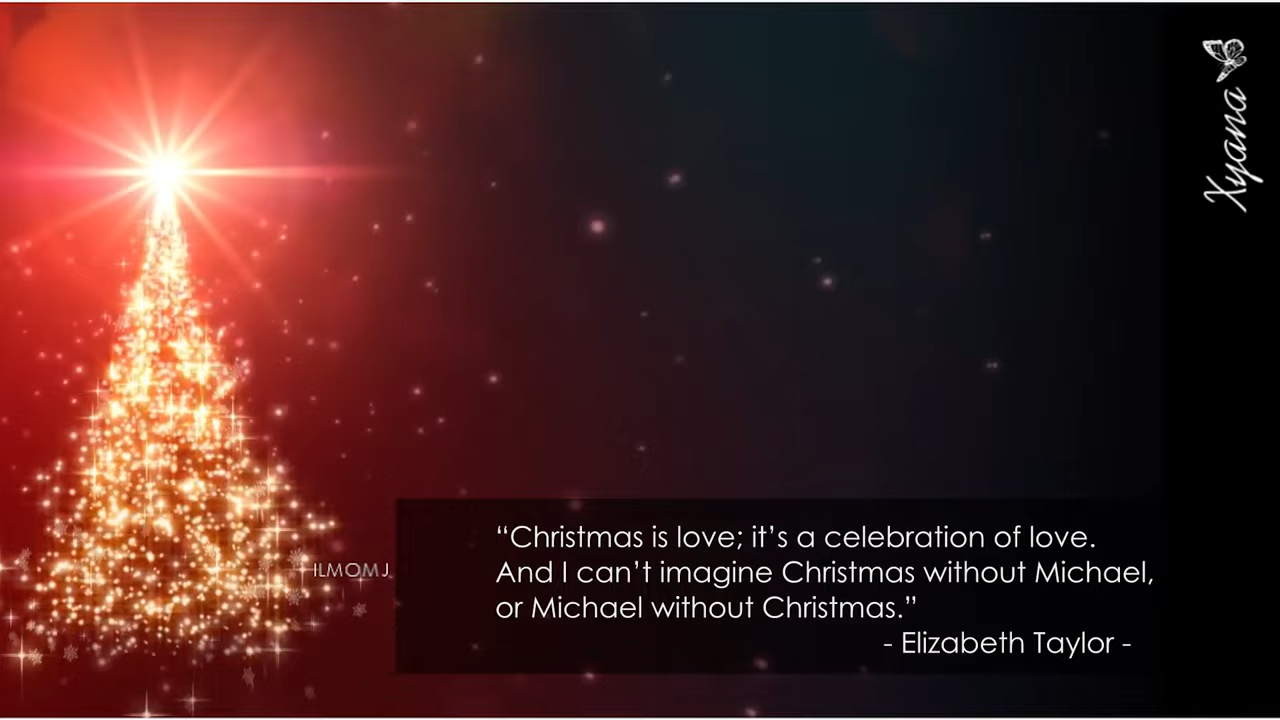 Xyana
ILMOMJ
“Christmas is love; it’s a celebration of love.
And I can’t imagine Christmas without Michael,
or Michael without Christmas.”
- Elizabeth Taylor -